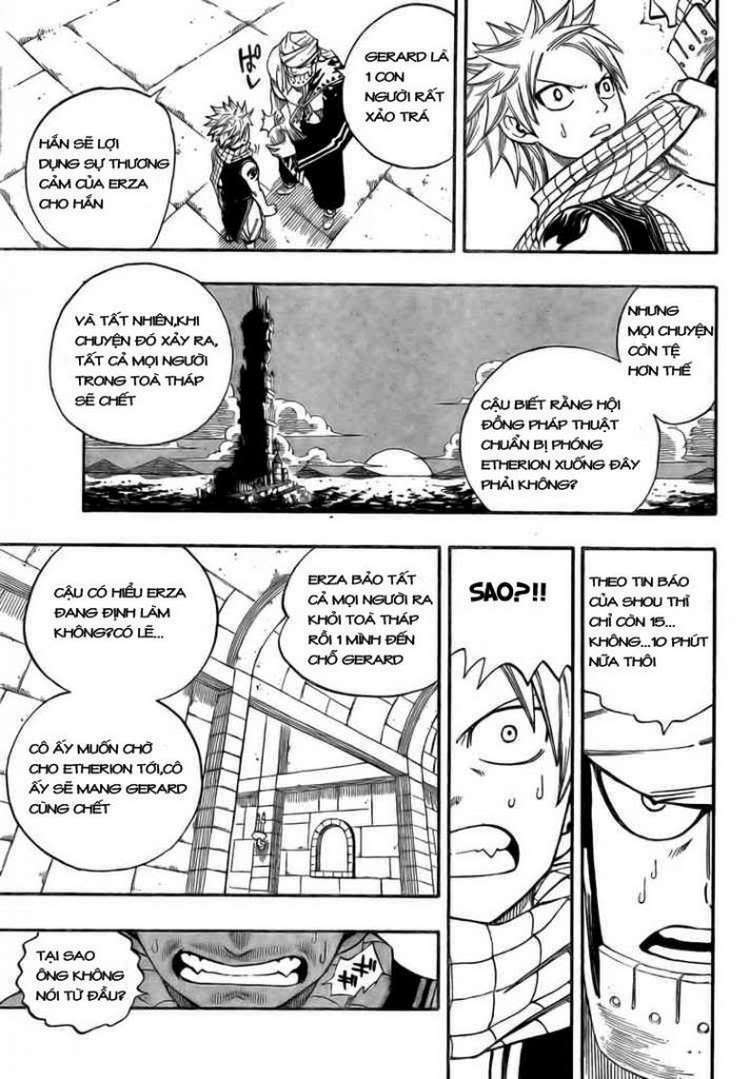 GERARD LÀ
1 CON
NGƯỜI RẤT
XẢO TRÁ
ぱしっ
HẮN SẼ LỢI
DỤNG SỰ THƯƠNG
CẢM CỦA ERZA
CHO HẮN
NHƯNG
MỌI CHUYỆN
CÒN TỆ
HƠN THẾ
CẬU BIẾT RẰNG HỘI
ĐỒNG PHÁP THUẬT
CHUẨN BỊ PHÓNG
ETHERION XUỐNG ĐÂY
PHẢI KHÔNG?
VÀ TẤT NHIÊN,KHI
CHUYỆN ĐÓ XẢY RA,
TẤT CẢ MỌI NGƯỜI
TRONG TOÀ THÁP
SẼ CHẾT
THEO TIN BÁO
CỦA SHOU THÌ
CHỈ CÒN 15...
KHÔNG...10 PHÚT
NỮA THÔI
SAO?!!
ERZA BẢO TẤT
CẢ MỌI NGƯỜI RA
KHỎI TOÀ THÁP
RỒI 1 MÌNH ĐẾN
CHỖ GERARD
CẬU CÓ HIỂU ERZA
ĐANG ĐỊNH LÀM
KHÔNG?CÓ LẼ...
CÔ ẤY MUỐN CHỜ
CHO ETHERION TỚI,CÔ
ẤY SẼ MANG GERARD
CÙNG CHẾT
TẠI SAO
ÔNG KHÔNG
NÓI TỪ ĐẦU?
ギギ